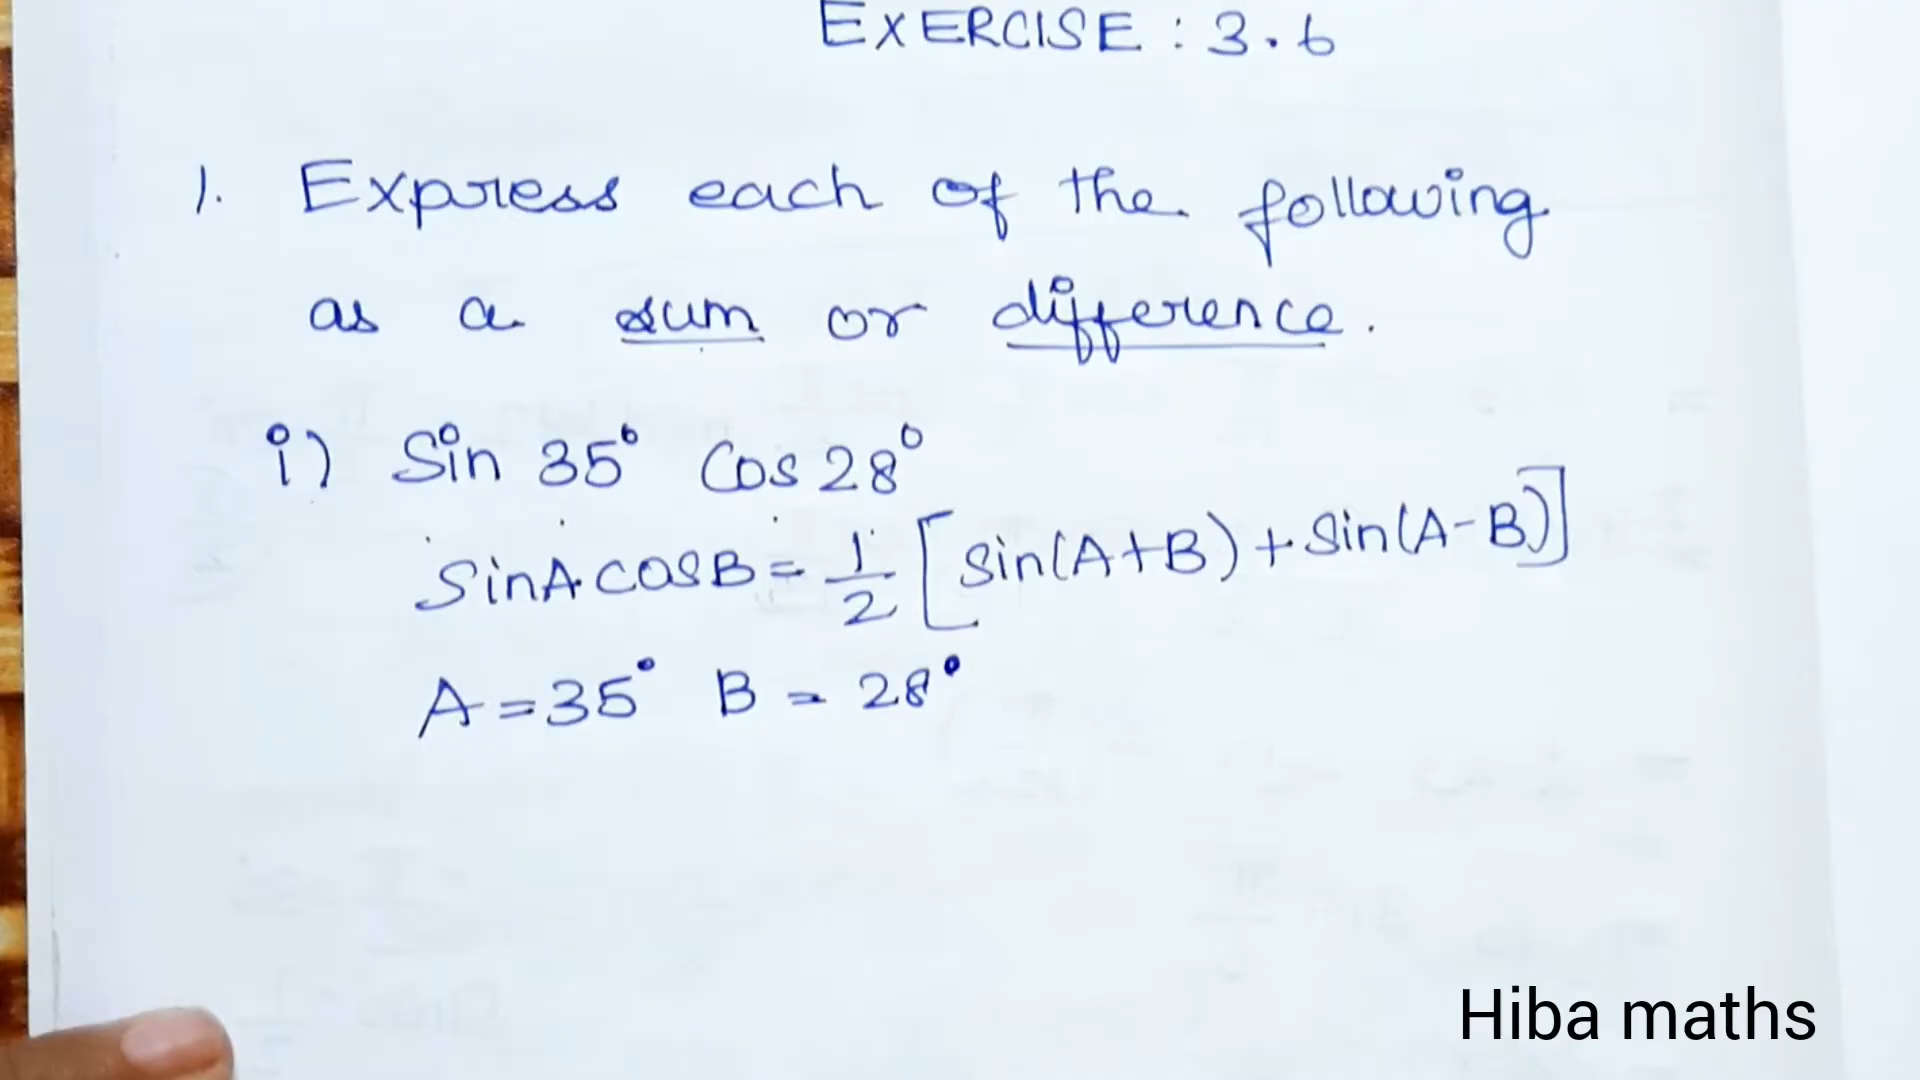 EXERCISE : 3.6
1. Express each of the following
as a sum or difference.
i) Sin 35° Cos 28°
SinA cosB = 1/2 [Sin(A+B) + Sin(A-B)]
A = 35° B = 28°
Hiba maths